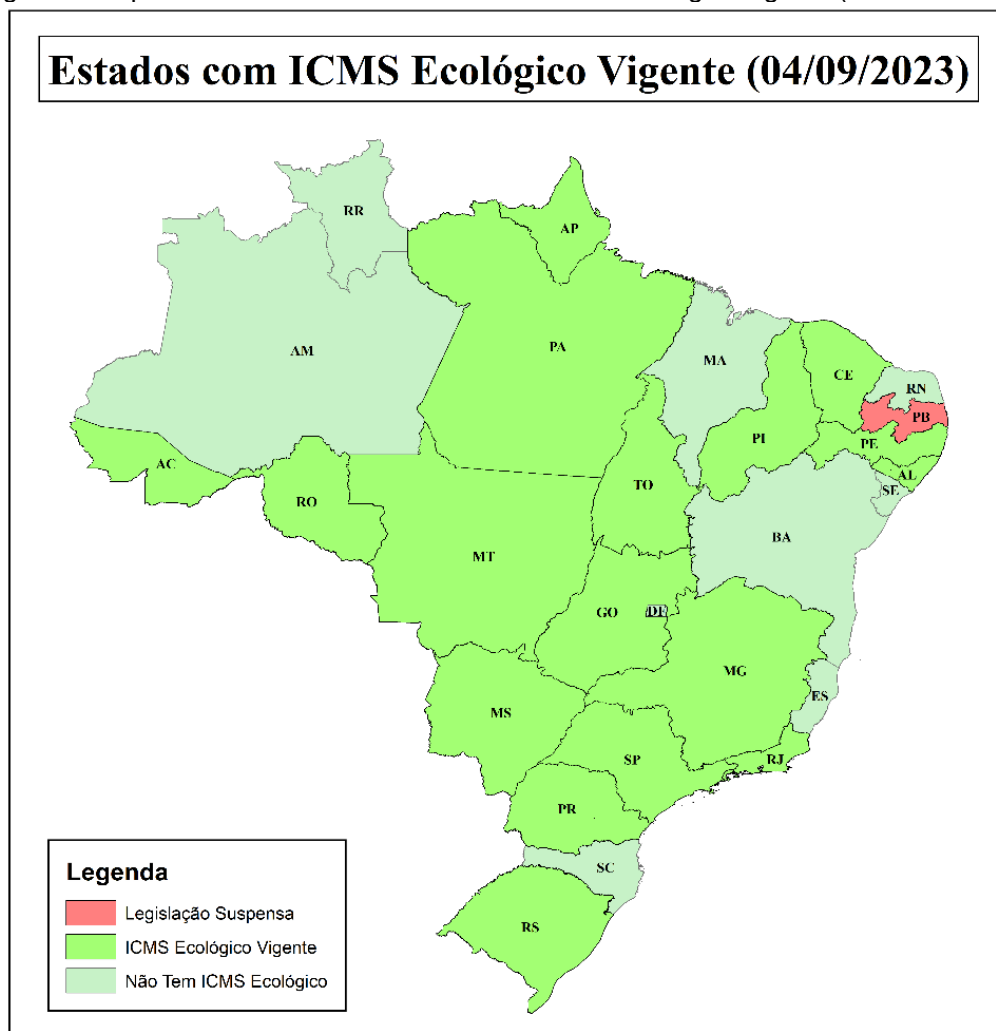 Estados com ICMS Ecológico Vigente (04/09/2023)
RR
AP
AM
PA
MA
CE
RN
PB
PI
PE
AC
AL
TO
SE
RO
BA
MT
GO
DF
MG
ES
MS
SP
RJ
PR
SC
RS
Legenda
Legislação Suspensa
ICMS Ecológico Vigente
Não Tem ICMS Ecológico